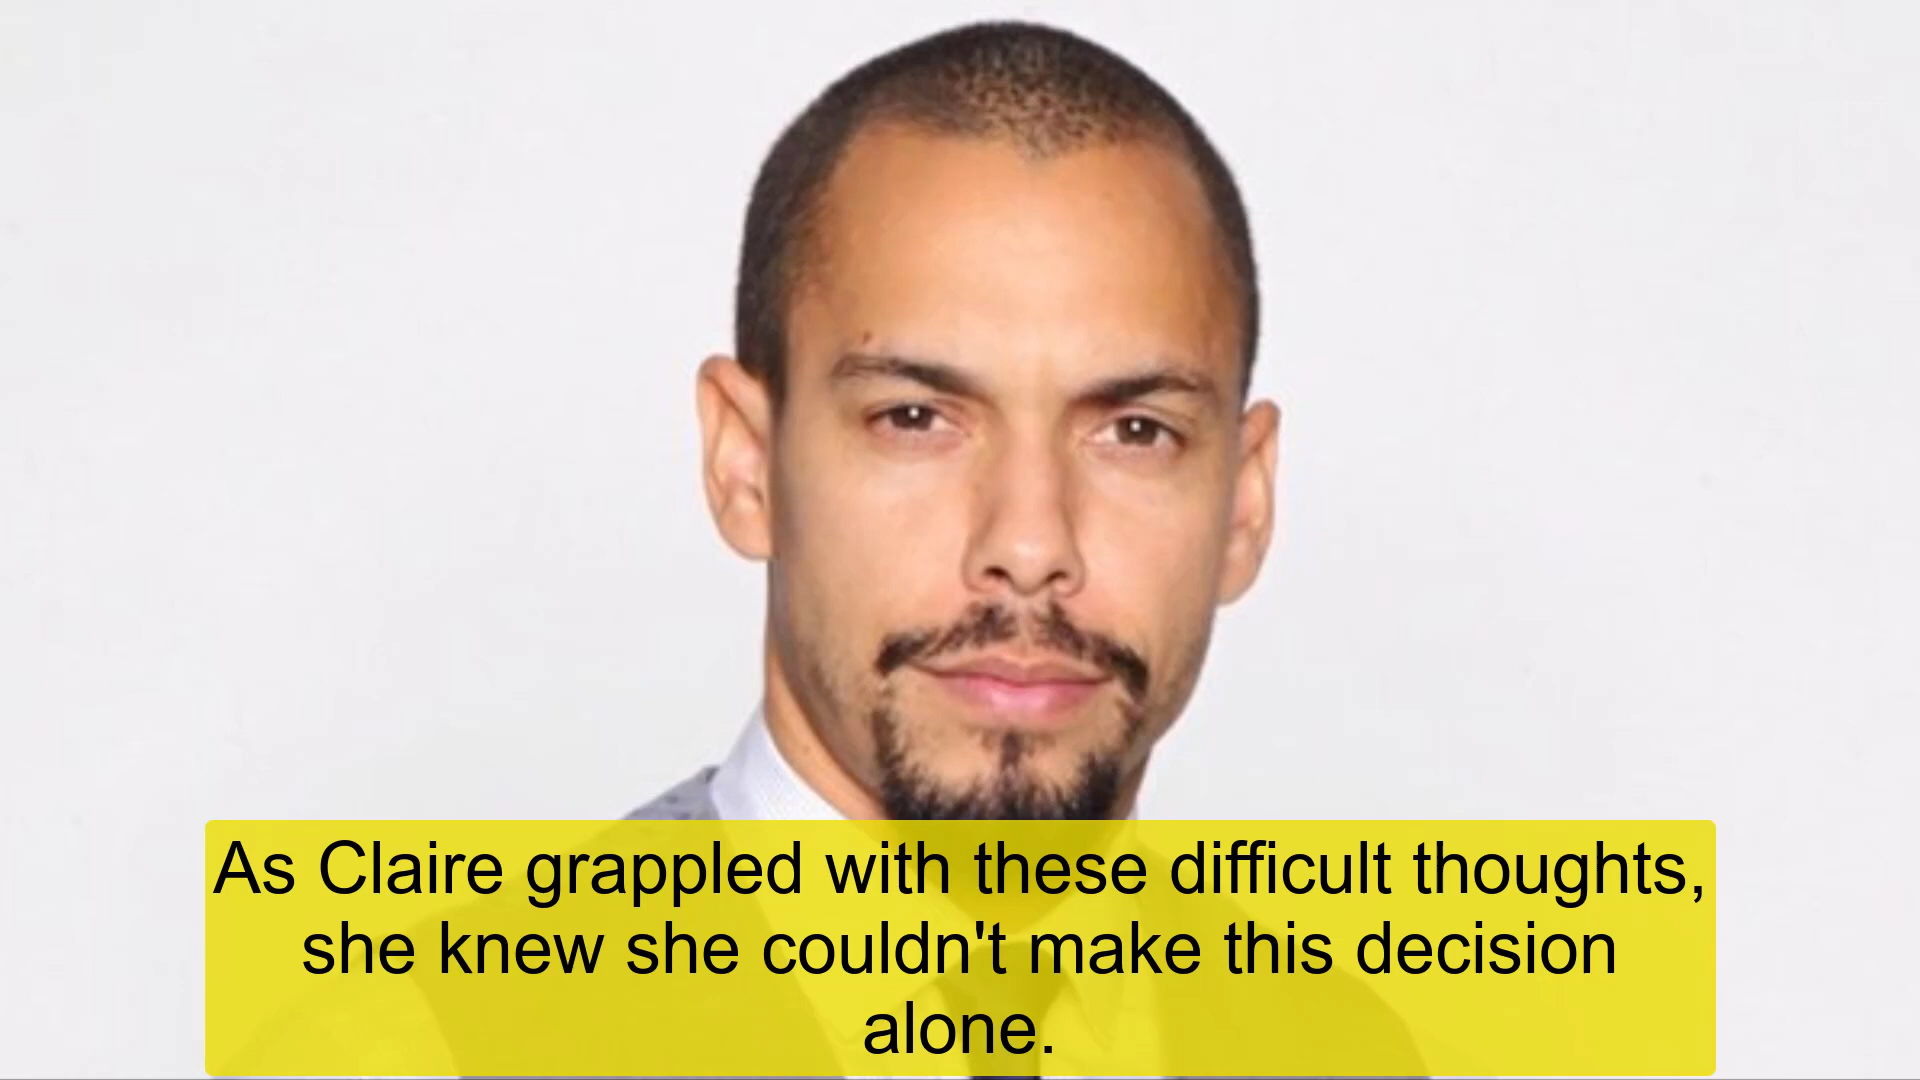 As Claire grappled with these difficult thoughts,
she knew she couldn't make this decision
alone.